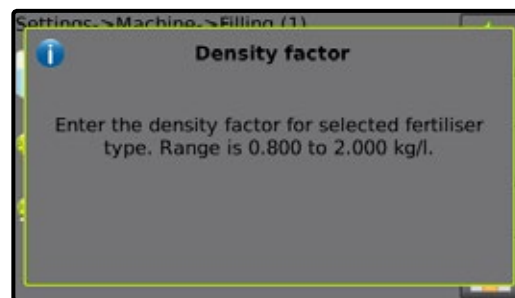 Settings->Machine->Filling (1)
Density factor
Enter the density factor for selected fertiliser
type. Range is 0.800 to 2.000 kg/l.